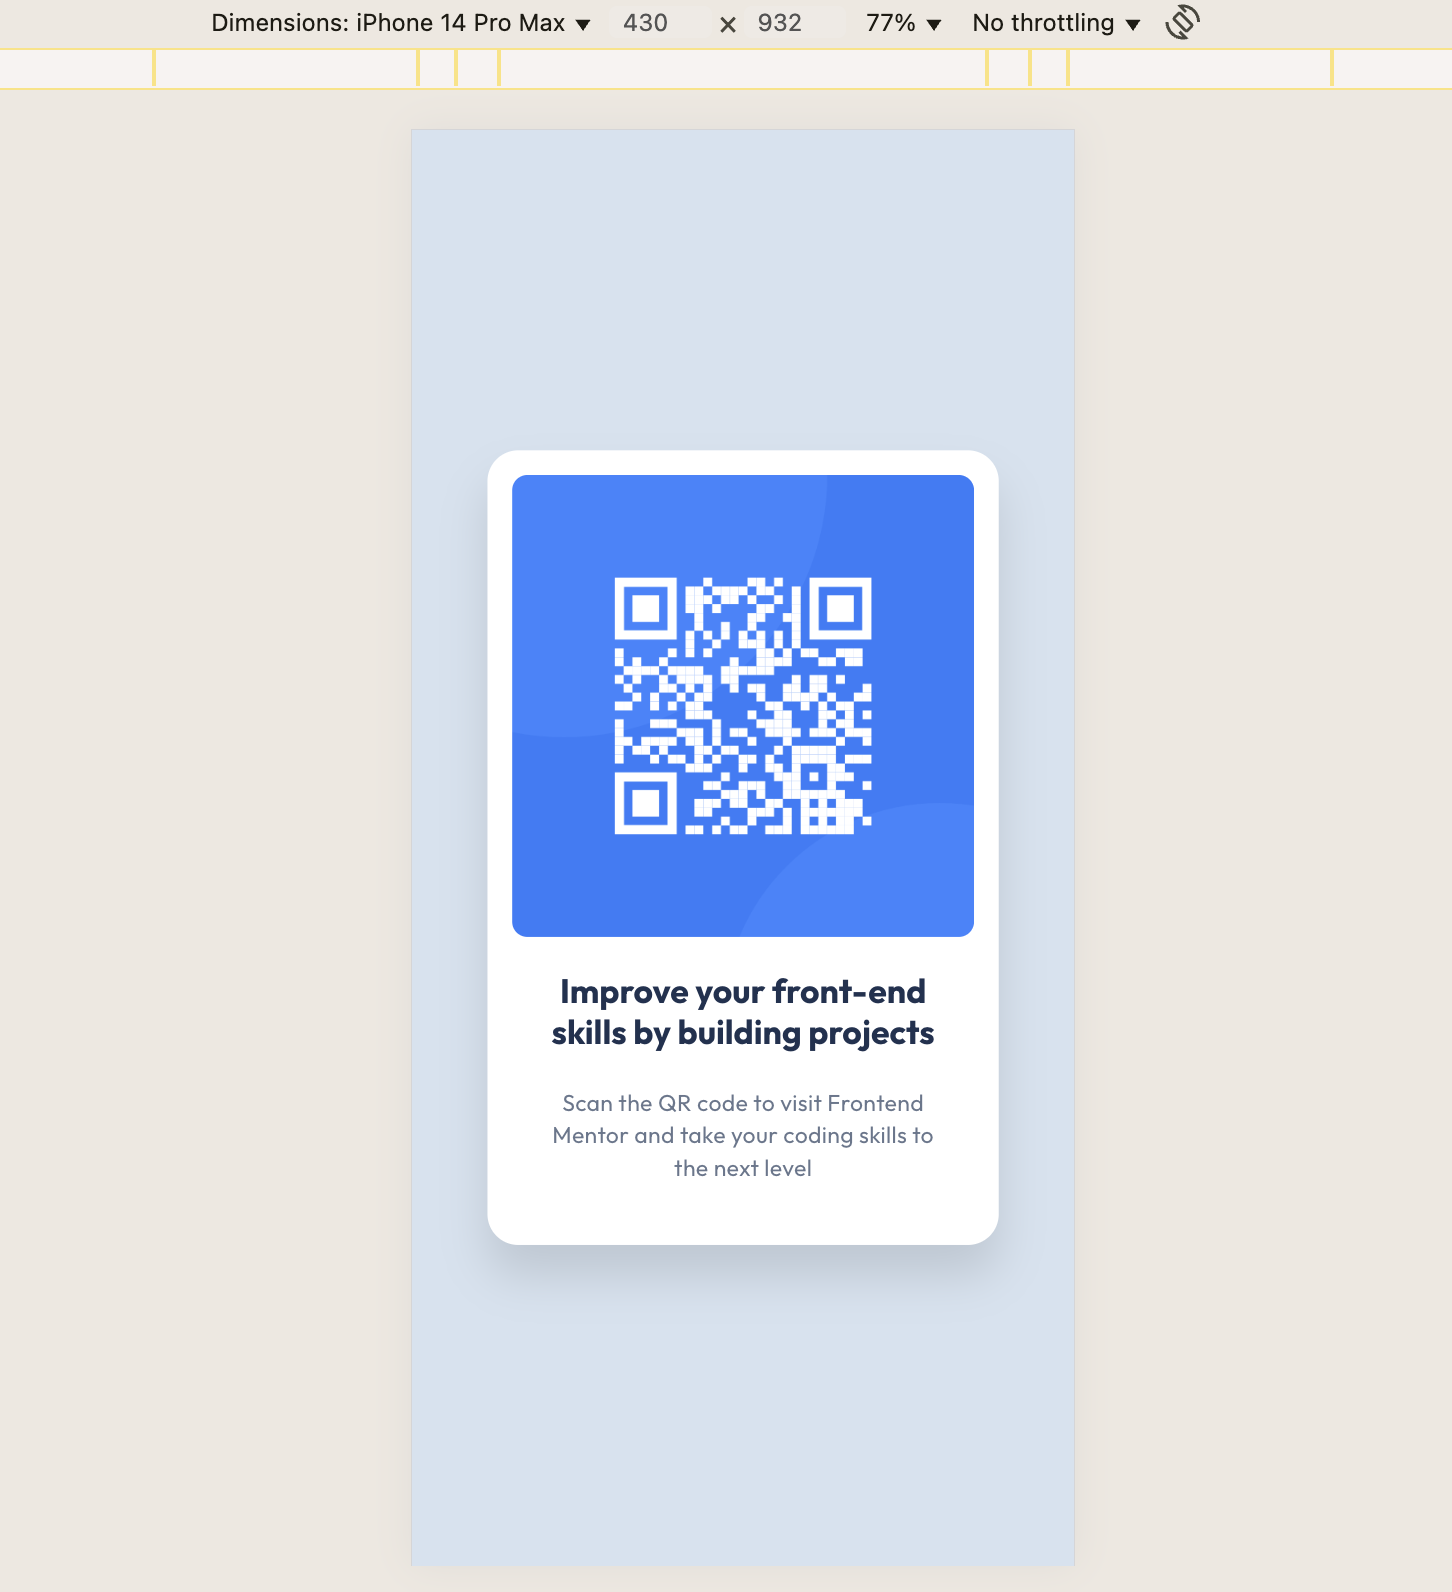 Dimensions: iPhone 14 Pro Max ▼ 430 × 932 77% ▼ No throttling ▼
Improve your front-end
skills by building projects
Scan the QR code to visit Frontend
Mentor and take your coding skills to
the next level